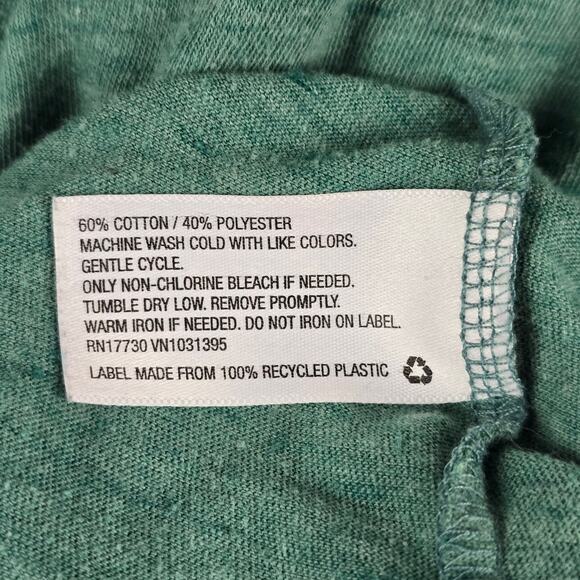 60% COTTON / 40% POLYESTER
MACHINE WASH COLD WITH LIKE COLORS.
GENTLE CYCLE.
ONLY NON-CHLORINE BLEACH IF NEEDED.
TUMBLE DRY LOW. REMOVE PROMPTLY.
WARM IRON IF NEEDED. DO NOT IRON ON LABEL.
RN17730 VN1031395
LABEL MADE FROM 100% RECYCLED PLASTIC